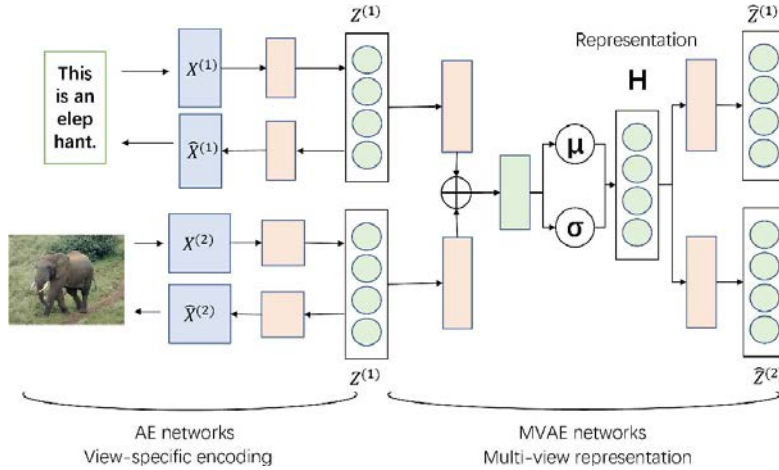 Z^(1)
Ẑ^(1)
Representation
H
This
is an
elep
hant.
X^(1)
X̂^(1)
μ
σ
X^(2)
X̂^(2)
Z^(1)
Ẑ^(2)
AE networks
View-specific encoding
MVAE networks
Multi-view representation